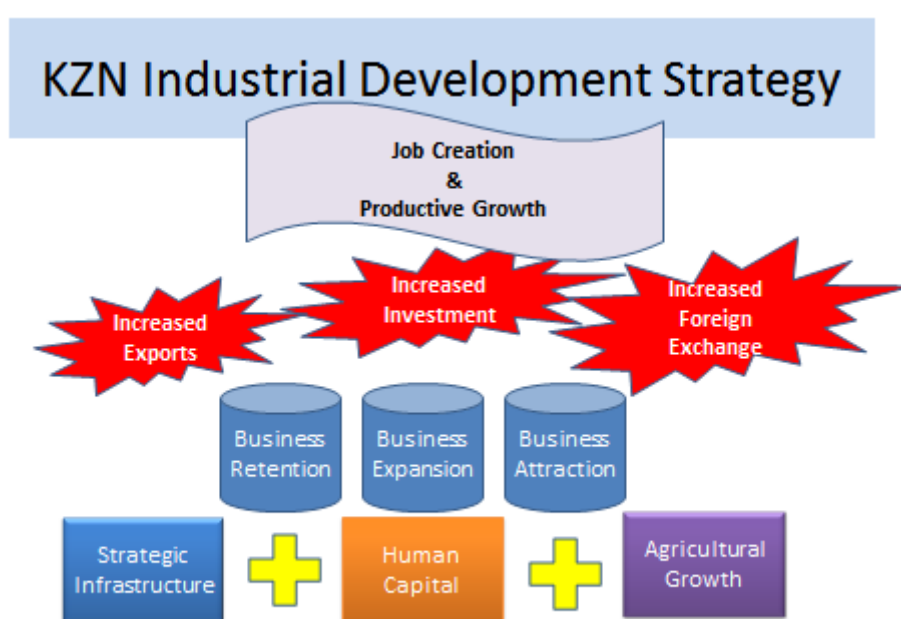 KZN Industrial Development Strategy
Job Creation
&
Productive Growth
Increased
Exports
Increased
Investment
Increased
Foreign
Exchange
Business
Retention
Business
Expansion
Business
Attraction
Strategic
Infrastructure
Human
Capital
Agricultural
Growth